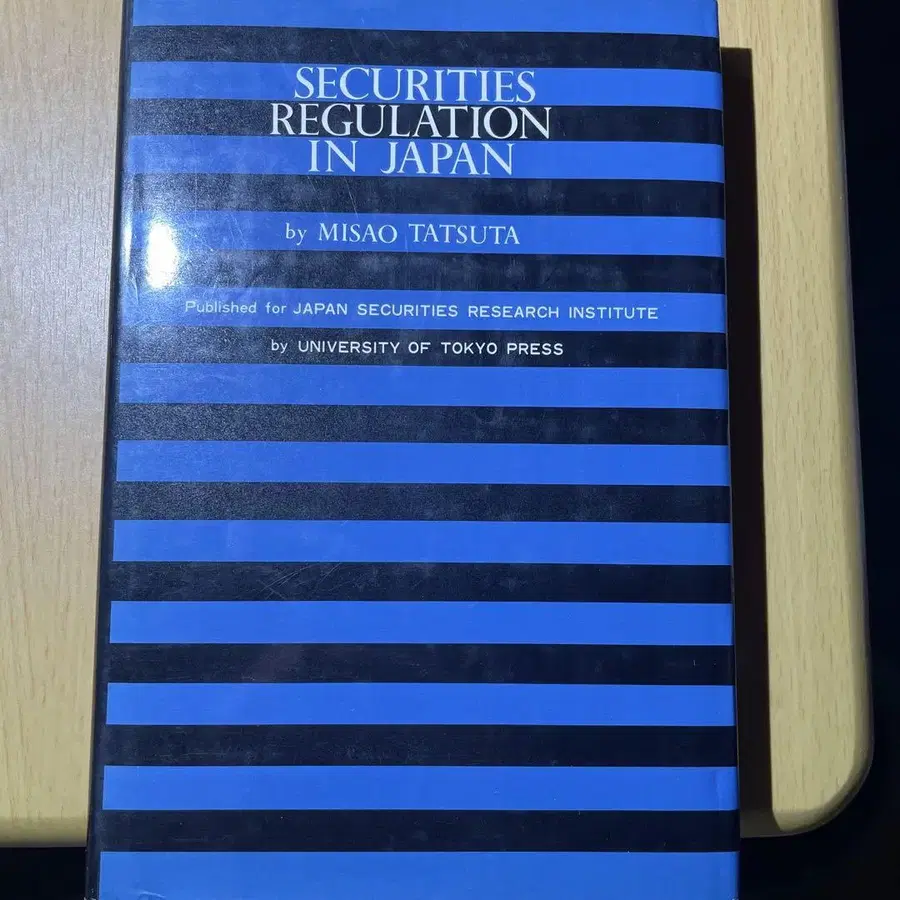 SECURITIES
REGULATION
IN JAPAN
by MISAO TATSUTA
Published for JAPAN SECURITIES RESEARCH INSTITUTE
by UNIVERSITY OF TOKYO PRESS